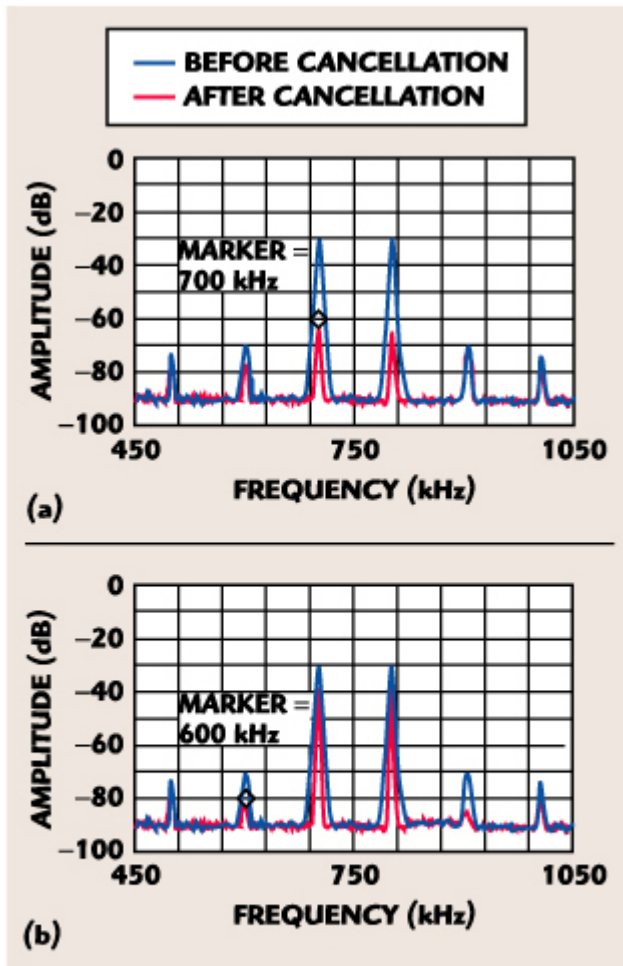 BEFORE CANCELLATION
AFTER CANCELLATION
AMPLITUDE (dB)
0
−20
−40
−60
−80
−100
MARKER =
700 kHz
450
750
1050
FREQUENCY (kHz)
(a)
AMPLITUDE (dB)
0
−20
−40
−60
−80
−100
MARKER =
600 kHz
450
750
1050
FREQUENCY (kHz)
(b)